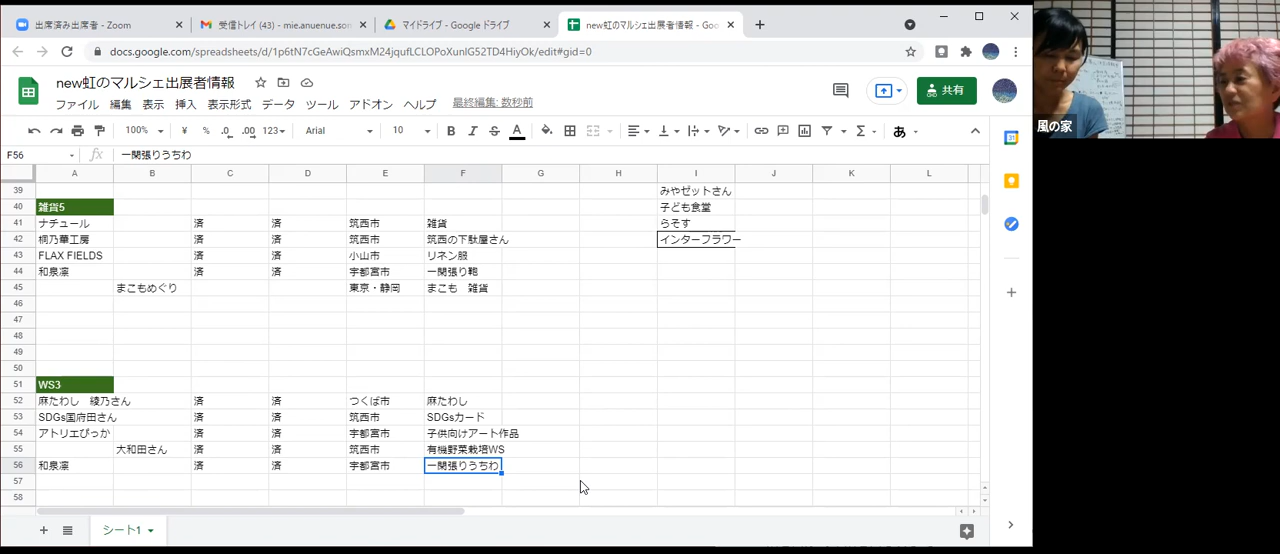 出席済み出席者 - Zoom
受信トレイ (43) - mie.anuenue.sor
マイドライブ - Google ドライブ
new虹のマルシェ出展者情報 - Goo
docs.google.com/spreadsheets/d/1p6tN7cGeAwiQsmxM24jqufLCLOPoXunIG52TD4HiyOk/edit#gid=0
new虹のマルシェ出展者情報
ファイル 編集 表示 挿入 表示形式 データ ツール アドオン ヘルプ 最終編集: 数秒前
共有
100% ¥ % .0 .00 123 Arial 10 B I S A あ
F56 fx 一閑張りうちわ
A B C D E F G H I J K L
39 みやゼットさん
40 雑貨5 子ども食堂
41 ナチュール 済 済 筑西市 雑貨 らそす
42 桐乃華工房 済 済 筑西市 筑西の下駄屋さん インターフラワー
43 FLAX FIELDS 済 済 小山市 リネン服
44 和泉凛 済 済 宇都宮市 一閑張り鞄
45 まこもめぐり 東京・静岡 まこも 雑貨
46
47
48
49
50
51 WS3
52 麻たわし 綾乃さん 済 済 つくば市 麻たわし
53 SDGs国府田さん 済 済 筑西市 SDGsカード
54 アトリエぴっか 済 済 宇都宮市 子供向けアート作品
55 大和田さん 済 済 筑西市 有機野菜栽培WS
56 和泉凛 済 済 宇都宮市 一閑張りうちわ
57
58
シート1
31
風の家